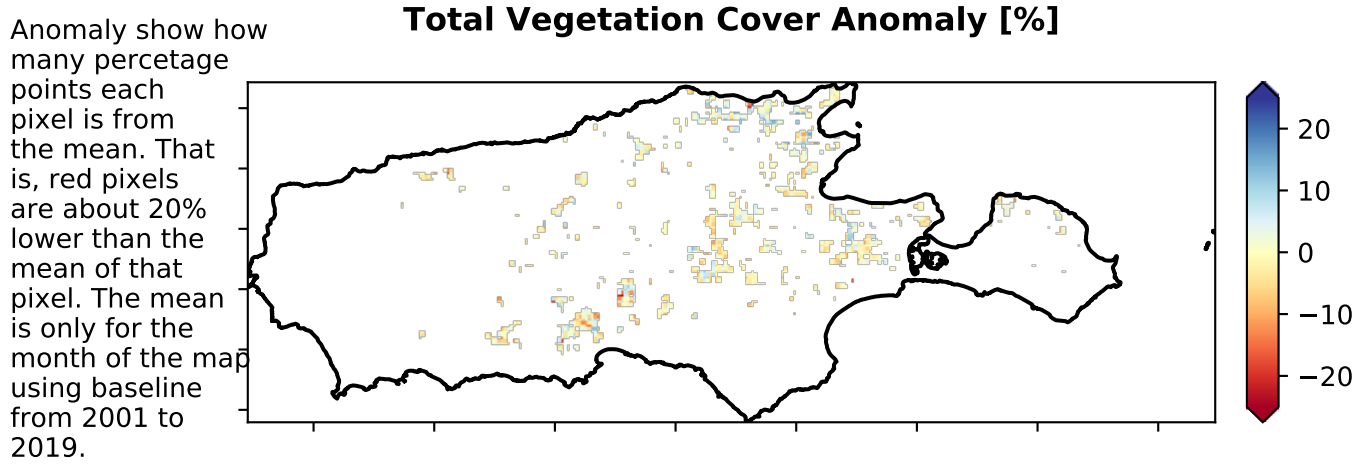 Total Vegetation Cover Anomaly [%]
Anomaly show how
many percetage
points each
pixel is from
the mean. That
is, red pixels
are about 20%
lower than the
mean of that
pixel. The mean
is only for the
month of the map
using baseline
from 2001 to
2019.
20
10
0
−10
−20